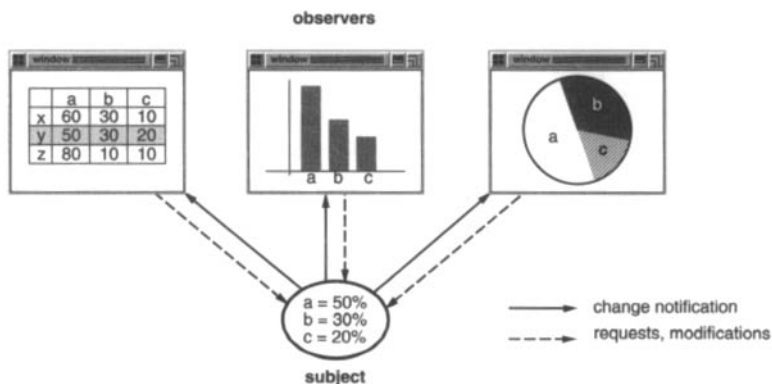 observers
window
window
window
a b c
x 60 30 10
y 50 30 20
z 80 10 10
a b c
a
b
c
a = 50%
b = 30%
c = 20%
subject
change notification
requests, modifications